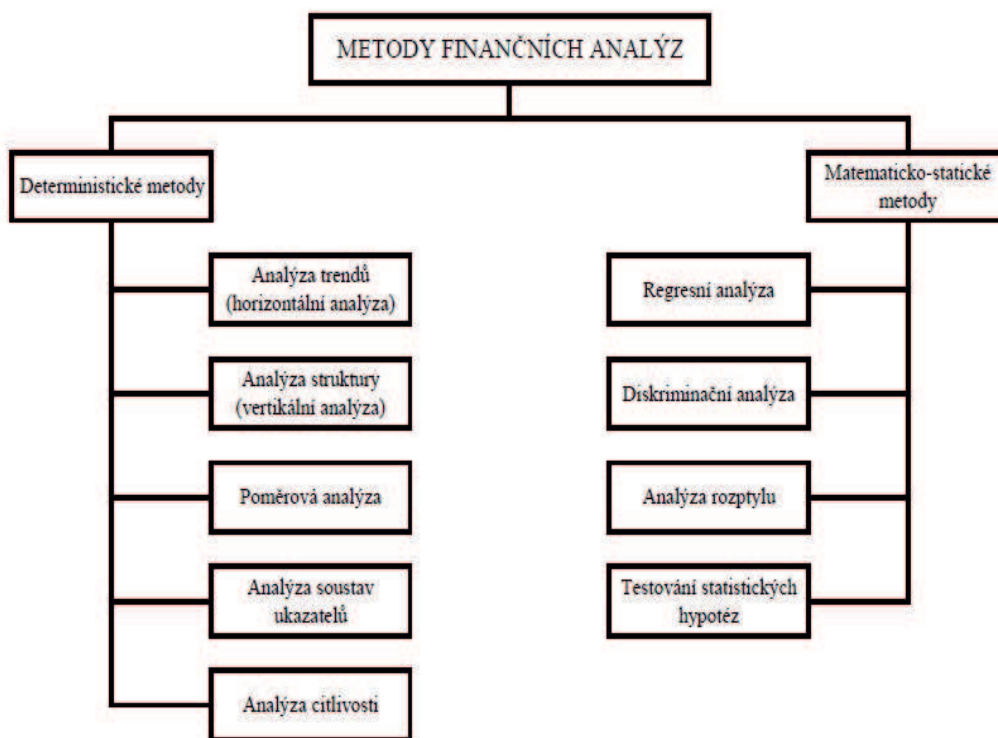 METODY FINANČNÍCH ANALÝZ
Deterministické metody
Analýza trendů
(horizontální analýza)
Analýza struktury
(vertikální analýza)
Poměrová analýza
Analýza soustav
ukazatelů
Analýza citlivosti
Matematicko-statické
metody
Regresní analýza
Diskriminační analýza
Analýza rozptylu
Testování statistických
hypotéz